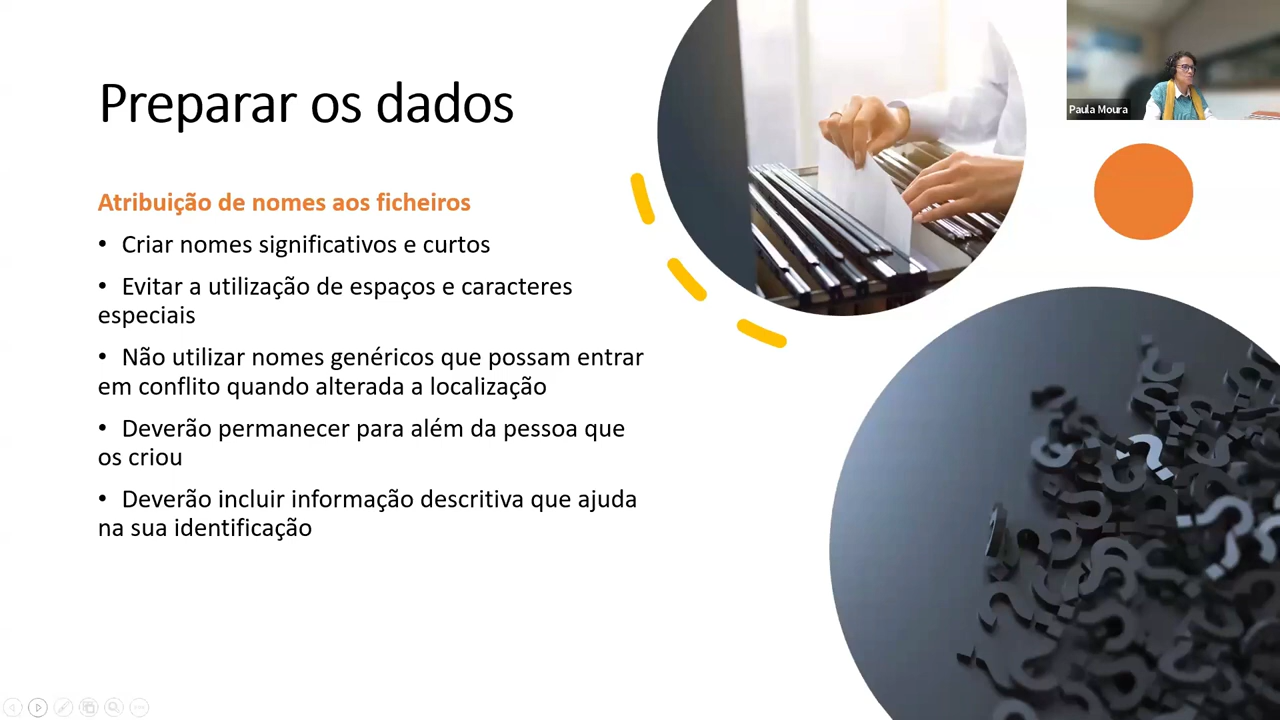 Preparar os dados
Paula Moura
Atribuição de nomes aos ficheiros
• Criar nomes significativos e curtos
• Evitar a utilização de espaços e caracteres
especiais
• Não utilizar nomes genéricos que possam entrar
em conflito quando alterada a localização
• Deverão permanecer para além da pessoa que
os criou
• Deverão incluir informação descritiva que ajuda
na sua identificação